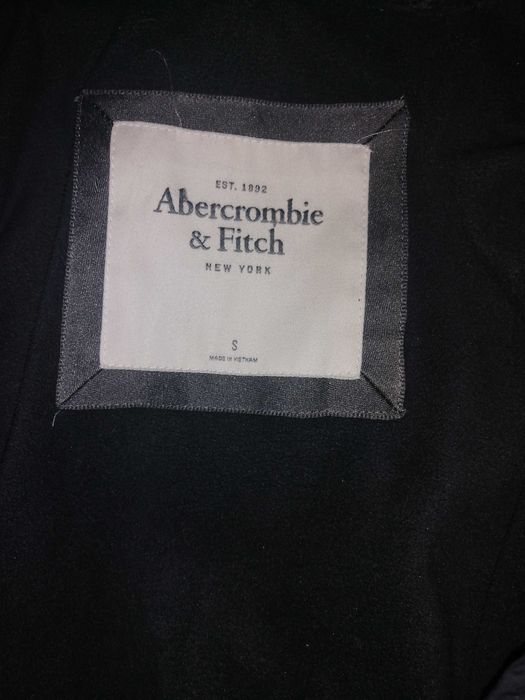 EST. 1892
Abercrombie
& Fitch
NEW YORK
S
MADE IN VIETNAM